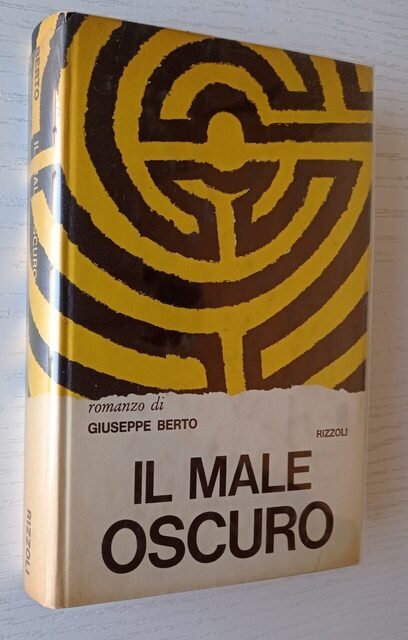 BERTO IL MALE OSCURO
RIZZOLI
romanzo di
GIUSEPPE BERTO
RIZZOLI
IL MALE
OSCURO